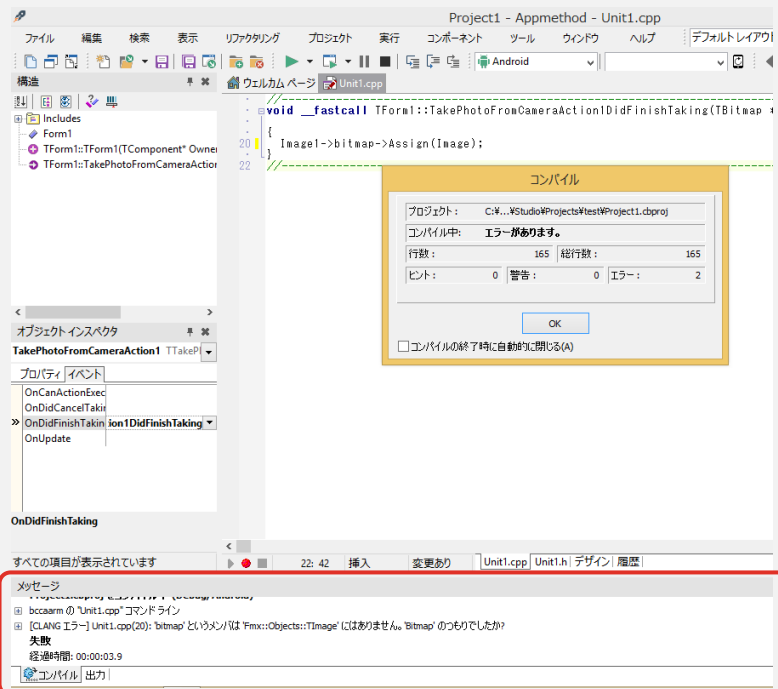 Project1 - Appmethod - Unit1.cpp
ファイル 編集 検索 表示 リファクタリング プロジェクト 実行 コンポーネント ツール ウィンドウ ヘルプ デフォルト レイアウト
Android
構造
ウェルカム ページ Unit1.cpp
Includes
Form1
TForm1::TForm1(TComponent* Owner
TForm1::TakePhotoFromCameraAction
//----------------------------------------------------------------
void __fastcall TForm1::TakePhotoFromCameraAction1DidFinishTaking(TBitmap *
{
20 Image1->bitmap->Assign(Image);
}
22 //----------------------------------------------------------------
コンパイル
プロジェクト: C:¥...¥Studio¥Projects¥test¥Project1.cbproj
コンパイル中: エラーがあります。
行数: 165 総行数: 165
ヒント: 0 警告: 0 エラー: 2
OK
コンパイルの終了時に自動的に閉じる(A)
オブジェクト インスペクタ
TakePhotoFromCameraAction1 TTakePl
プロパティ イベント
OnCanActionExec
OnDidCancelTakin
OnDidFinishTakin ion1DidFinishTaking
OnUpdate
OnDidFinishTaking
すべての項目が表示されています
22: 42 挿入 変更あり Unit1.cpp Unit1.h デザイン 履歴
メッセージ
bccaarm の "Unit1.cpp" コマンド ライン
[CLANG エラー] Unit1.cpp(20): 'bitmap' というメンバは 'Fmx::Objects::TImage' にはありません。'Bitmap' のつもりでしたか?
失敗
経過時間: 00:00:03.9
コンパイル 出力